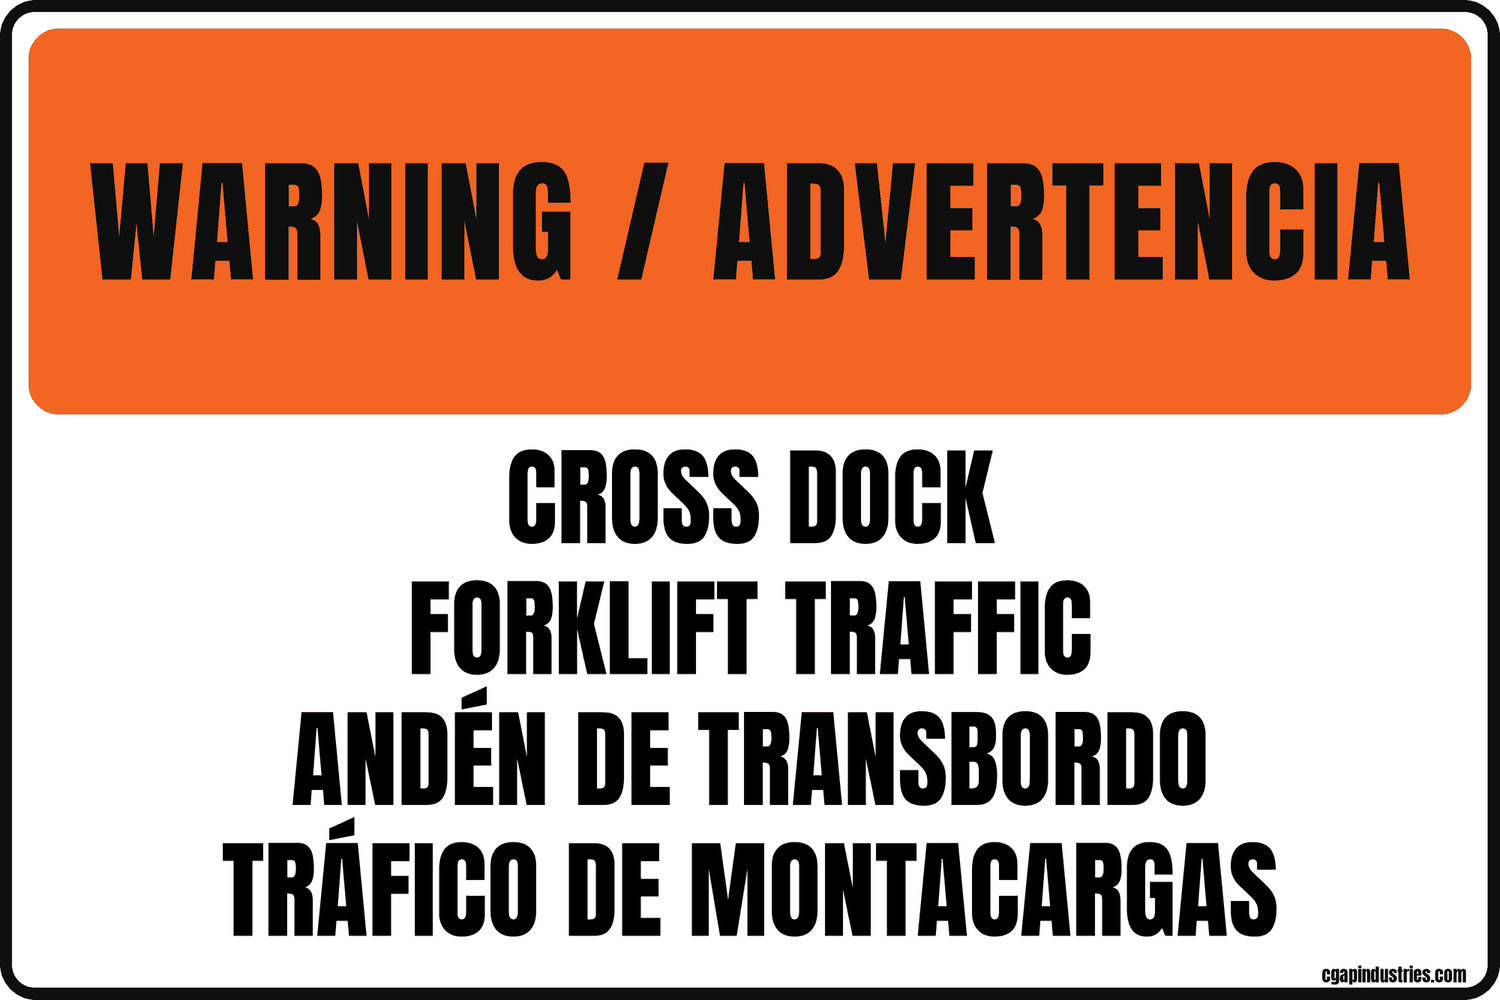 WARNING / ADVERTENCIA
CROSS DOCK
FORKLIFT TRAFFIC
ANDÉN DE TRANSBORDO
TRÁFICO DE MONTACARGAS
cgapindustries.com